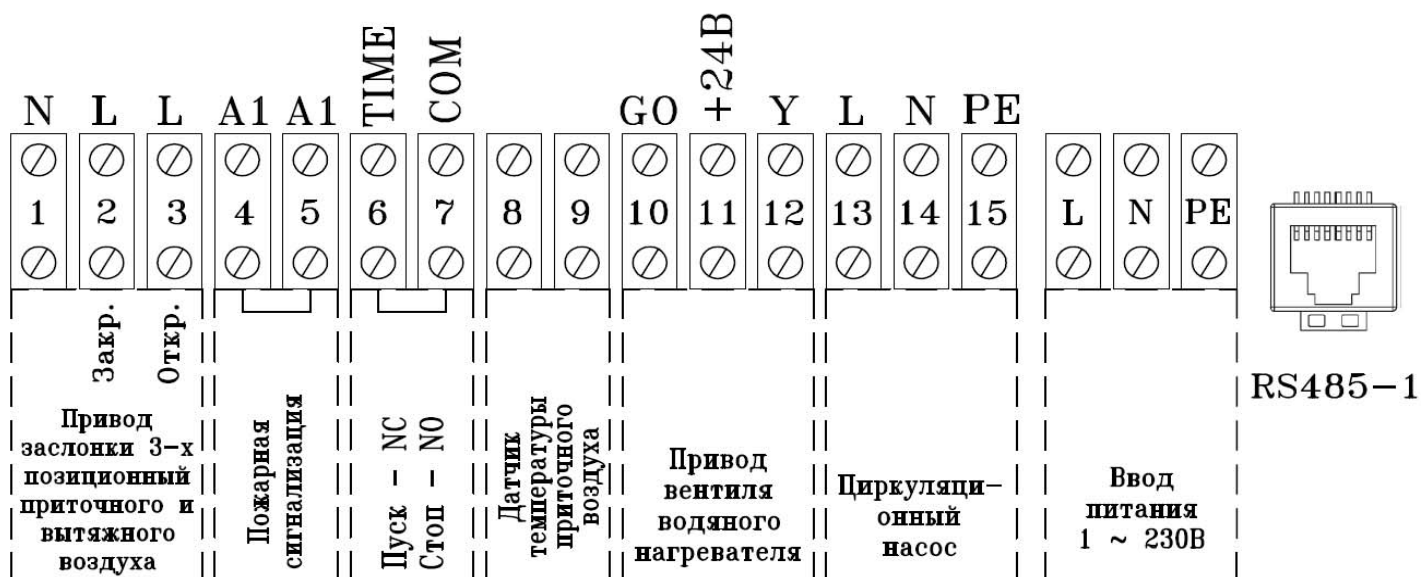 N L L A1 A1 TIME COM GO +24В Y L N PE
1 2 3 4 5 6 7 8 9 10 11 12 13 14 15 L N PE
Закр.
Откр.
Привод
заслонки 3-х
позиционный
приточного и
вытяжного
воздуха
Пожарная
сигнализация
Пуск - NC
Стоп - NO
Датчик
температуры
приточного
воздуха
Привод
вентиля
водяного
нагревателя
Циркуляци-
онный
насос
Ввод
питания
1 ~ 230В
RS485-1